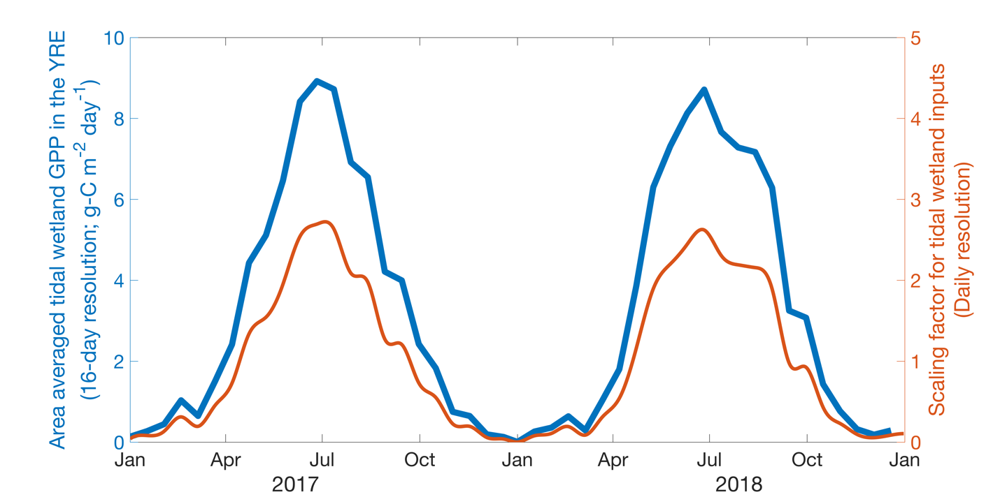 Area averaged tidal wetland GPP in the YRE
(16-day resolution; g-C m-2 day-1)
10
8
6
4
2
0
5
4
3
2
1
0
Scaling factor for tidal wetland inputs
(Daily resolution)
Jan Apr Jul Oct Jan Apr Jul Oct Jan
2017 2018